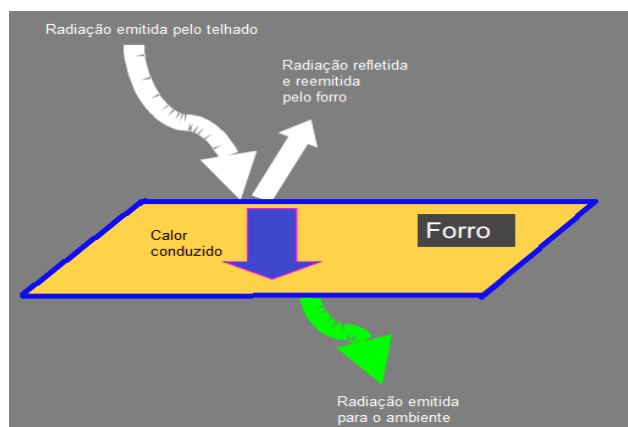 Radiação emitida pelo telhado
Radiação refletida
e reemitida
pelo forro
Calor
conduzido
Forro
Radiação emitida
para o ambiente